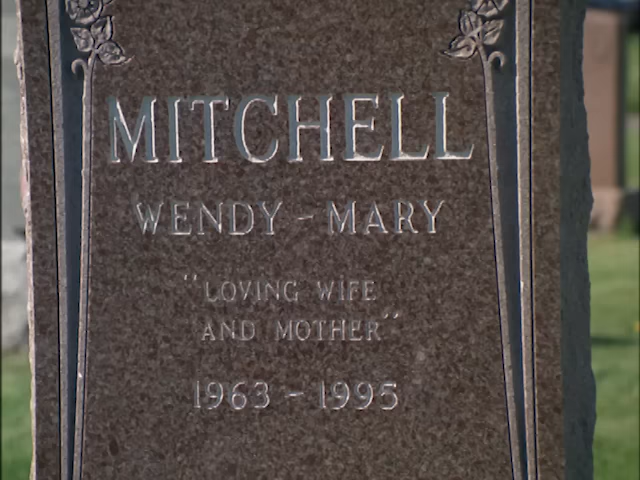 MITCHELL
WENDY - MARY
"LOVING WIFE
AND MOTHER"
1963 - 1995